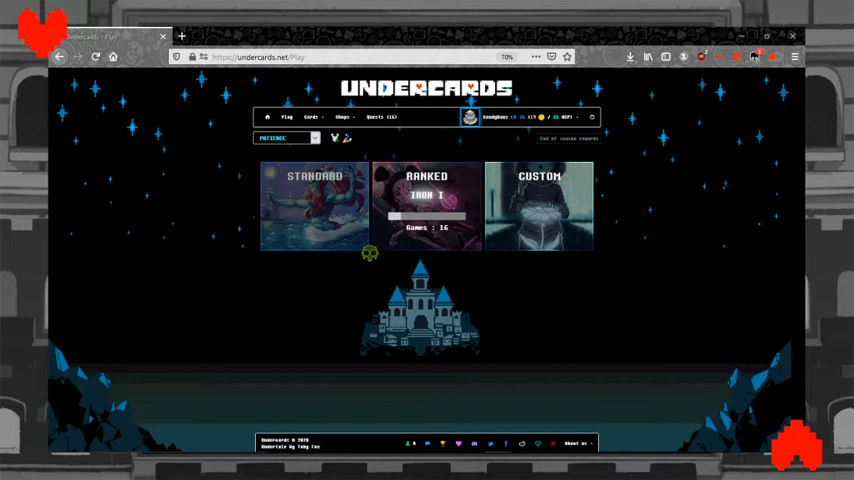 Undercards - Play
https://undercards.net/Play
70%
UNDERCARDS
Play
Cards
Shops
Quests (16)
PATIENCE
End of season rewards
STANDARD
RANKED
CUSTOM
IRON I
Games : 16
Undercards © 2020
Undertale by Toby Fox
About us